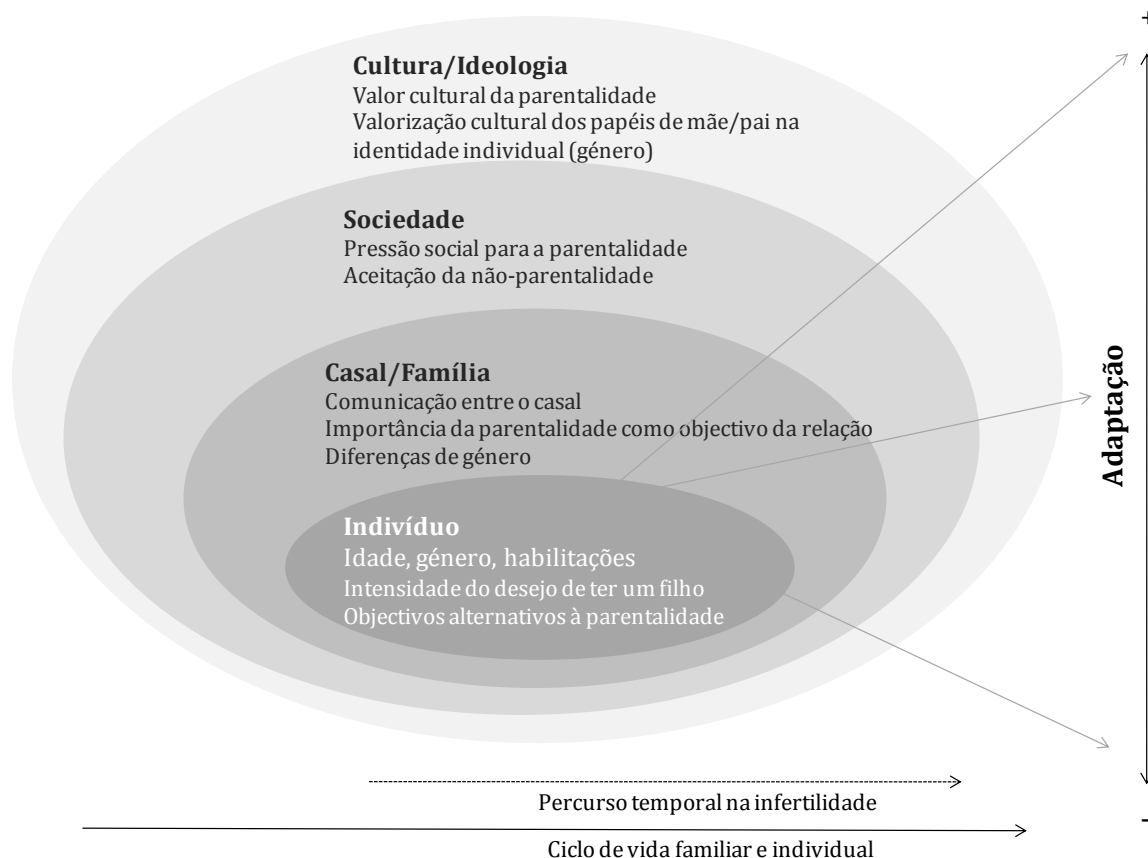 +
Cultura/Ideologia
Valor cultural da parentalidade
Valorização cultural dos papéis de mãe/pai na
identidade individual (género)
Sociedade
Pressão social para a parentalidade
Aceitação da não-parentalidade
Casal/Família
Comunicação entre o casal
Importância da parentalidade como objectivo da relação
Diferenças de género
Indivíduo
Idade, género, habilitações
Intensidade do desejo de ter um filho
Objectivos alternativos à parentalidade
Adaptação
Percurso temporal na infertilidade
-
Ciclo de vida familiar e individual